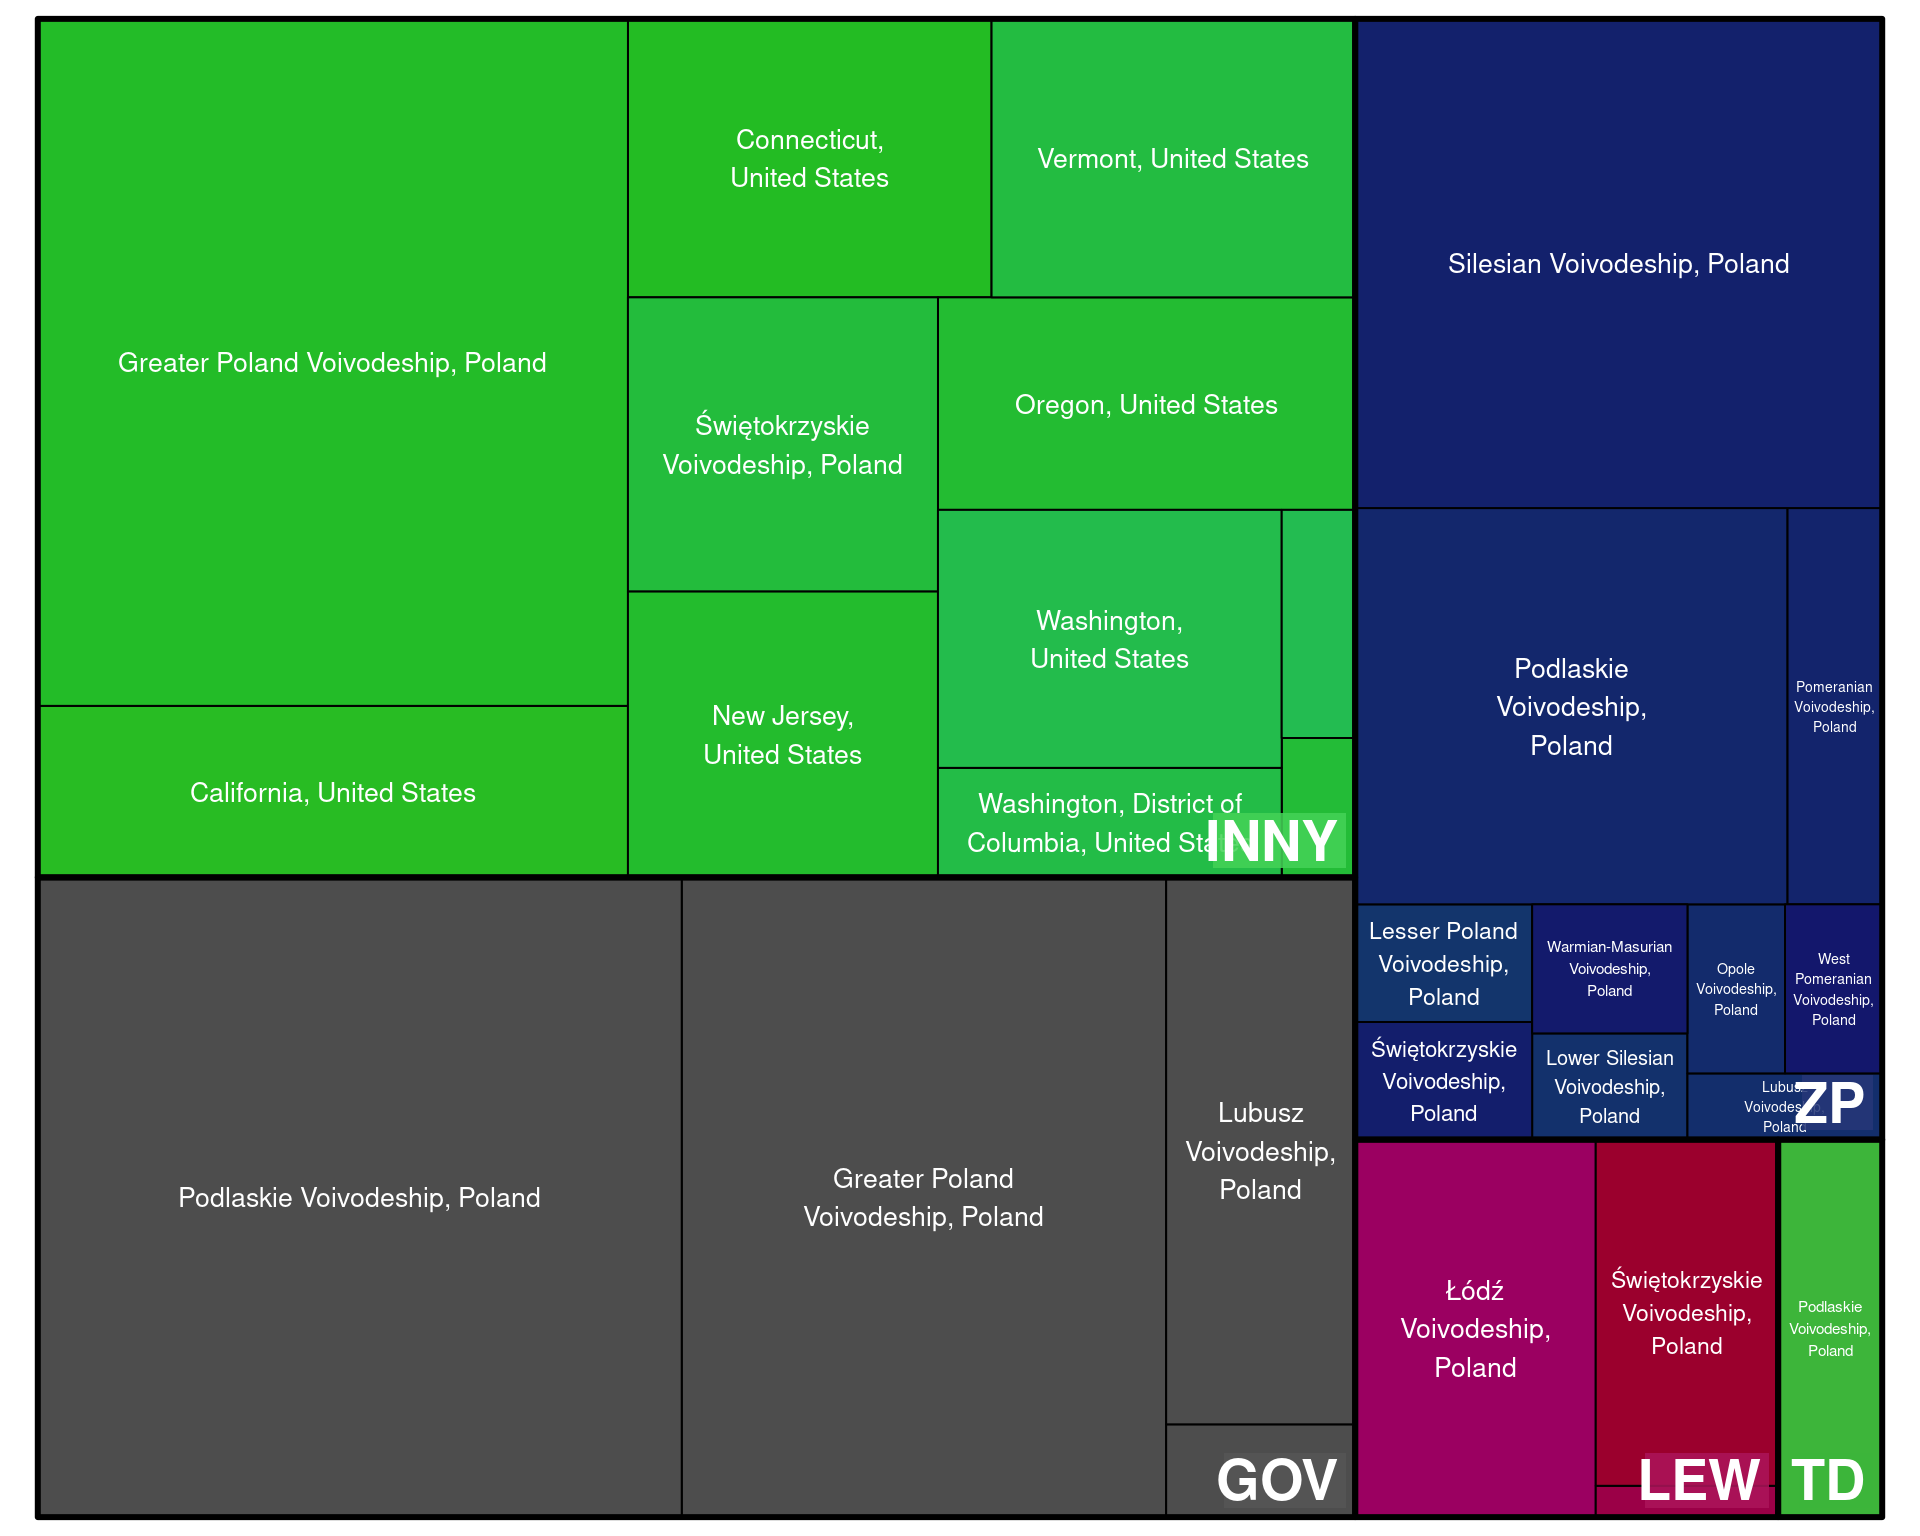 Greater Poland Voivodeship, Poland
California, United States
Connecticut,
United States
Vermont, United States
Świętokrzyskie
Voivodeship, Poland
Oregon, United States
New Jersey,
United States
Washington,
United States
Washington, District of
Columbia, United Sta
INNY
Podlaskie Voivodeship, Poland
Greater Poland
Voivodeship, Poland
Lubusz
Voivodeship,
Poland
GOV
Silesian Voivodeship, Poland
Podlaskie
Voivodeship,
Poland
Pomeranian
Voivodeship,
Poland
Lesser Poland
Voivodeship,
Poland
Świętokrzyskie
Voivodeship,
Poland
Warmian-Masurian
Voivodeship,
Poland
Lower Silesian
Voivodeship,
Poland
Opole
Voivodeship,
Poland
West
Pomeranian
Voivodeship,
Poland
Poland
ZP
Łódź
Voivodeship,
Poland
Świętokrzyskie
Voivodeship,
Poland
LEW
Podlaskie
Voivodeship,
Poland
TD